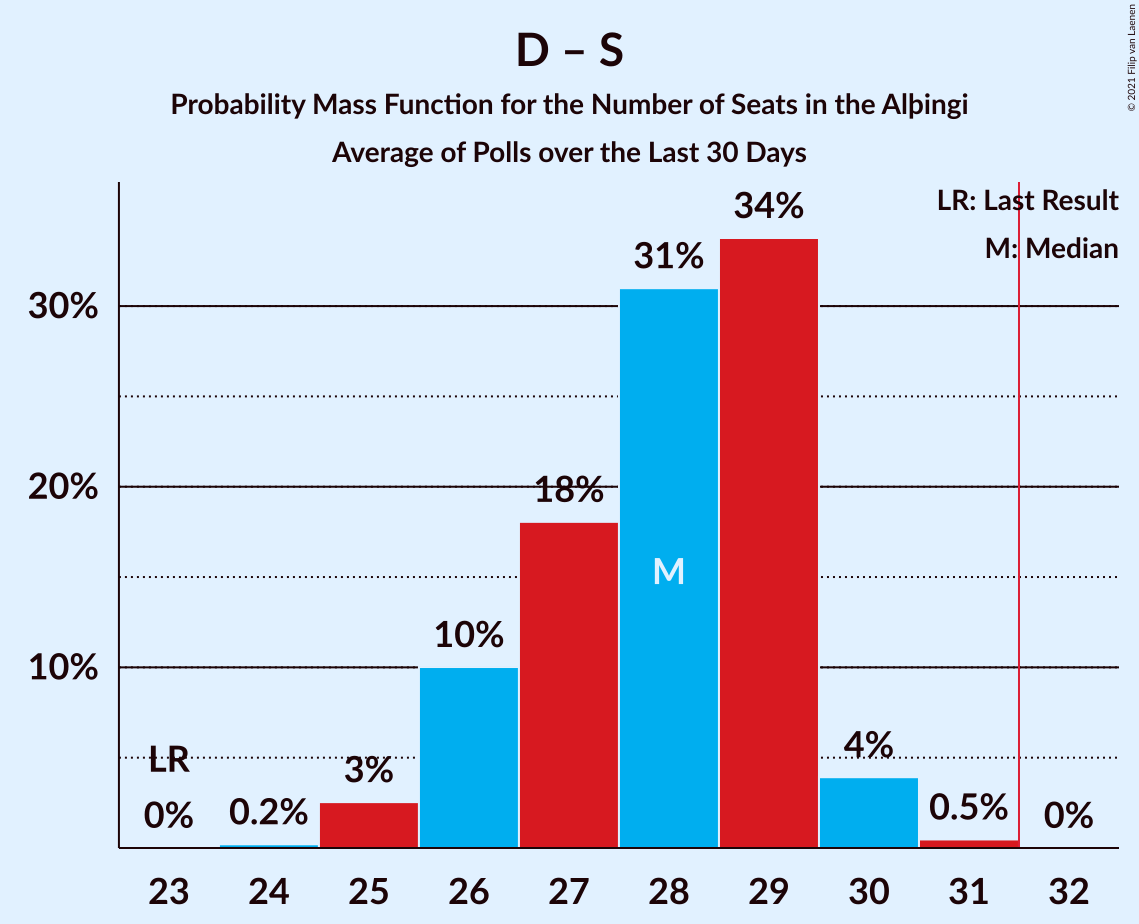 D – S
Probability Mass Function for the Number of Seats in the Alþingi
Average of Polls over the Last 30 Days
© 2021 Filip van Laenen
LR: Last Result
M: Median
34%
31%
30%
20%
18%
M
10%
10%
LR
0%
0.2%
3%
4%
0.5%
0%
23 24 25 26 27 28 29 30 31 32